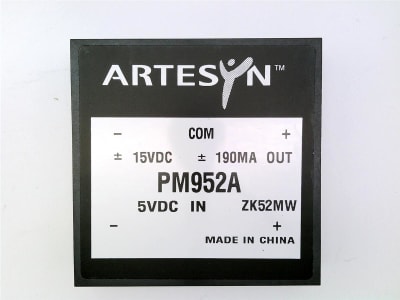 ARTESYN™
- COM +
± 15VDC ± 190MA OUT
PM952A
5VDC IN ZK52MW
- +
MADE IN CHINA